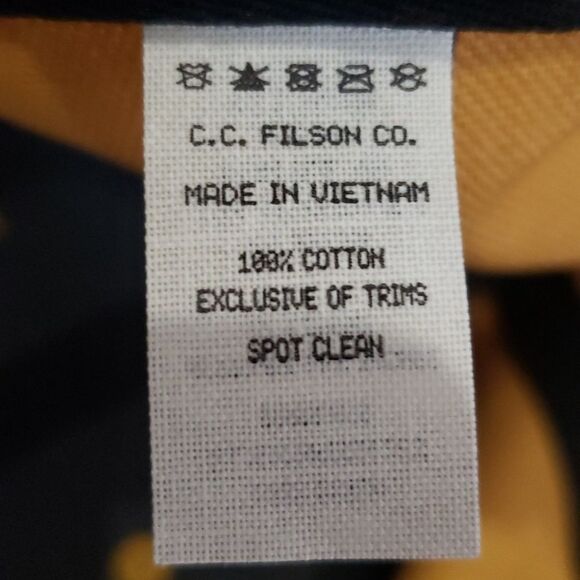 C.C. FILSON CO.
MADE IN VIETNAM
100% COTTON
EXCLUSIVE OF TRIMS
SPOT CLEAN